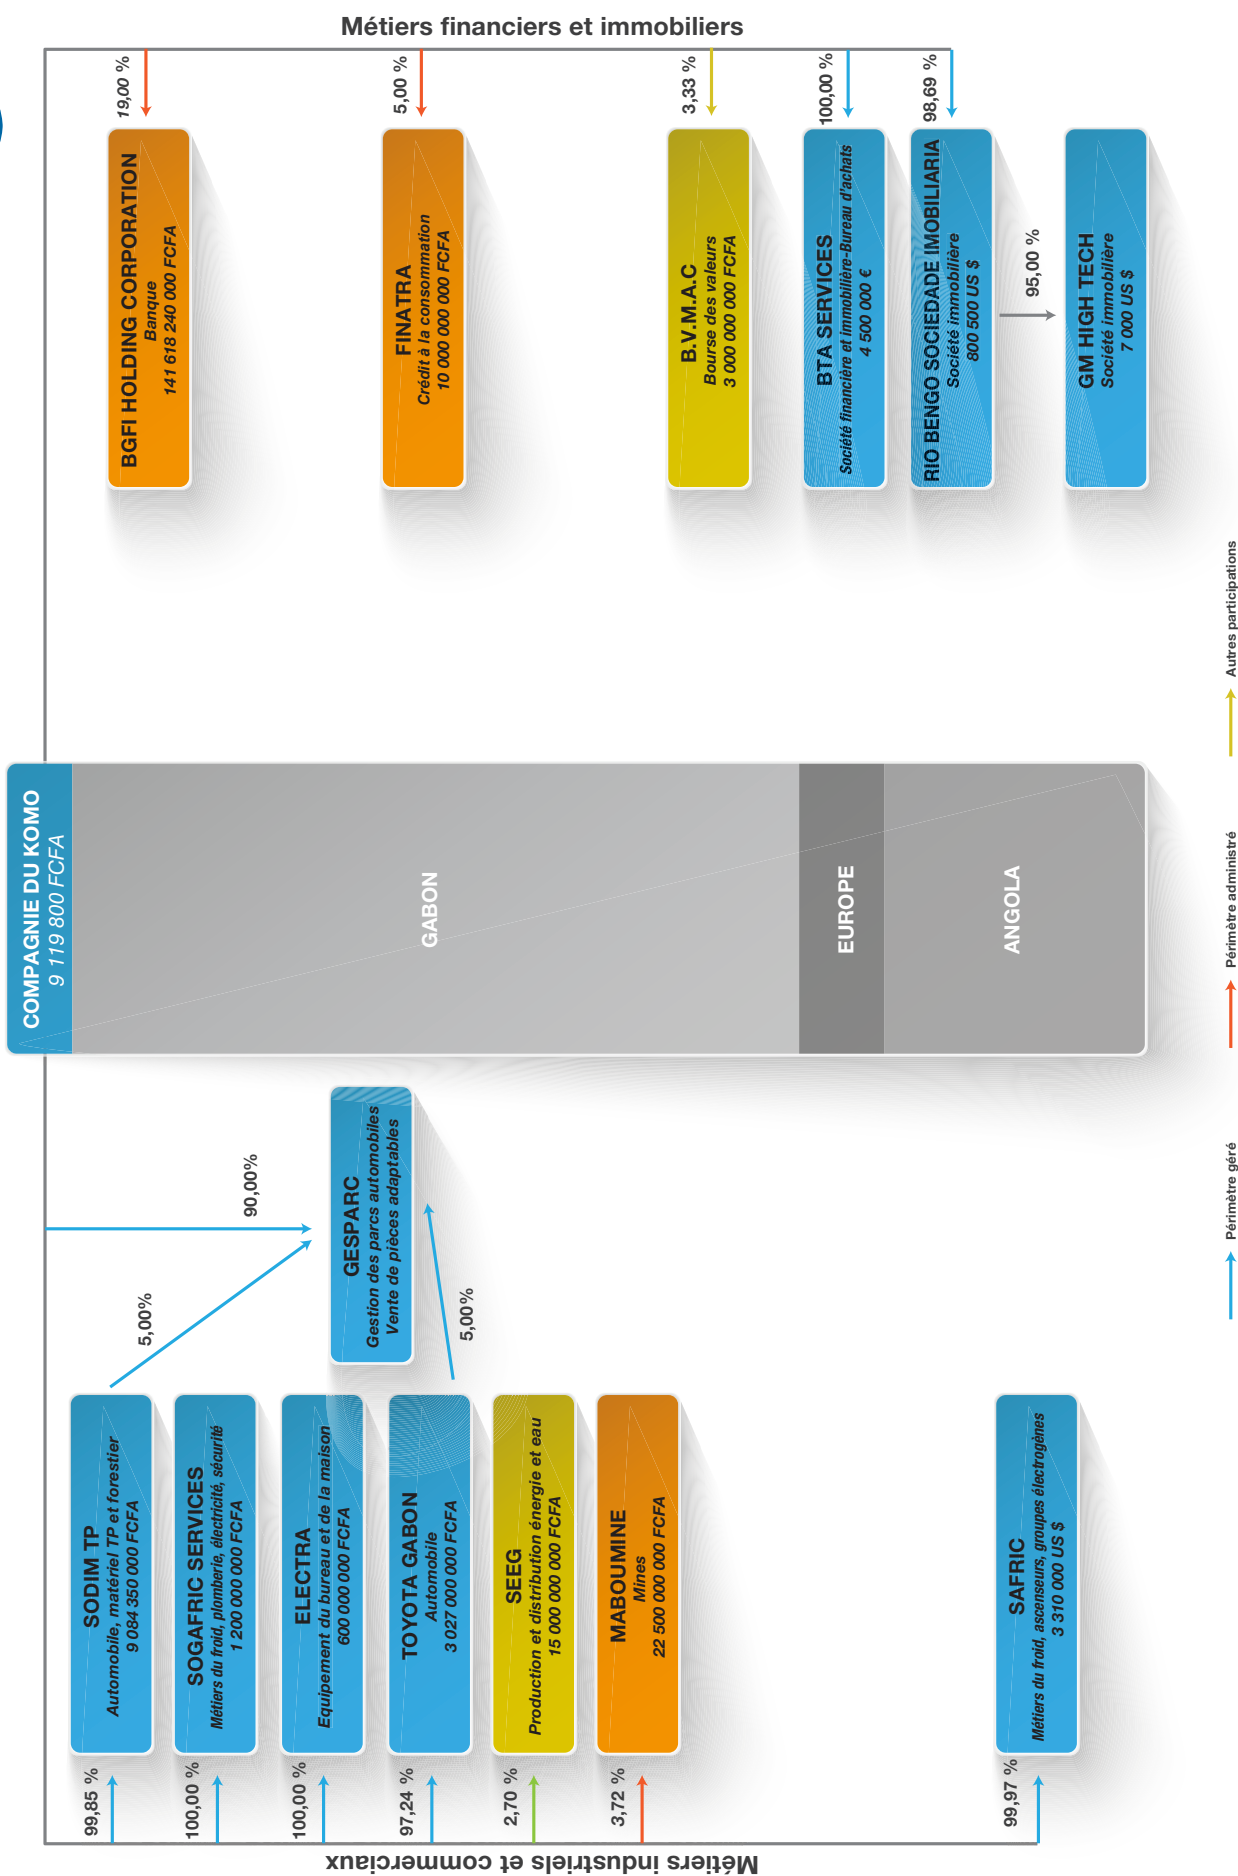 COMPAGNIE DU KOMO
9 119 800 FCFA
GABON
EUROPE
ANGOLA
Métiers industriels et commerciaux
99,85 %
SODIM TP
Automobile, matériel TP et forestier
9 084 350 000 FCFA
100,00 %
SOGAFRIC SERVICES
Métiers du froid, plomberie, électricité, sécurité
1 200 000 000 FCFA
100,00 %
ELECTRA
Equipement du bureau et de la maison
600 000 000 FCFA
97,24 %
TOYOTA GABON
Automobile
3 027 000 000 FCFA
2,70 %
SEEG
Production et distribution énergie et eau
15 000 000 000 FCFA
3,72 %
MABOUMINE
Mines
22 500 000 000 FCFA
99,97 %
SAFRIC
Métiers du froid, ascenseurs, groupes électrogènes
3 310 000 US $
5,00%
90,00%
5,00%
GESPARC
Gestion des parcs automobiles
Vente de pièces adaptables
Métiers financiers et immobiliers
19,00 %
BGFI HOLDING CORPORATION
Banque
141 618 240 000 FCFA
5,00 %
FINATRA
Crédit à la consommation
10 000 000 000 FCFA
3,33 %
B.V.M.A.C
Bourse des valeurs
3 000 000 000 FCFA
100,00 %
BTA SERVICES
Société financière et immobilière-Bureau d'achats
4 500 000 €
98,69 %
RIO BENGO SOCIEDADE IMOBILIARIA
Société immobilière
800 500 US $
95,00 %
GM HIGH TECH
Société immobilière
7 000 US $
Périmètre géré
Périmètre administré
Autres participations